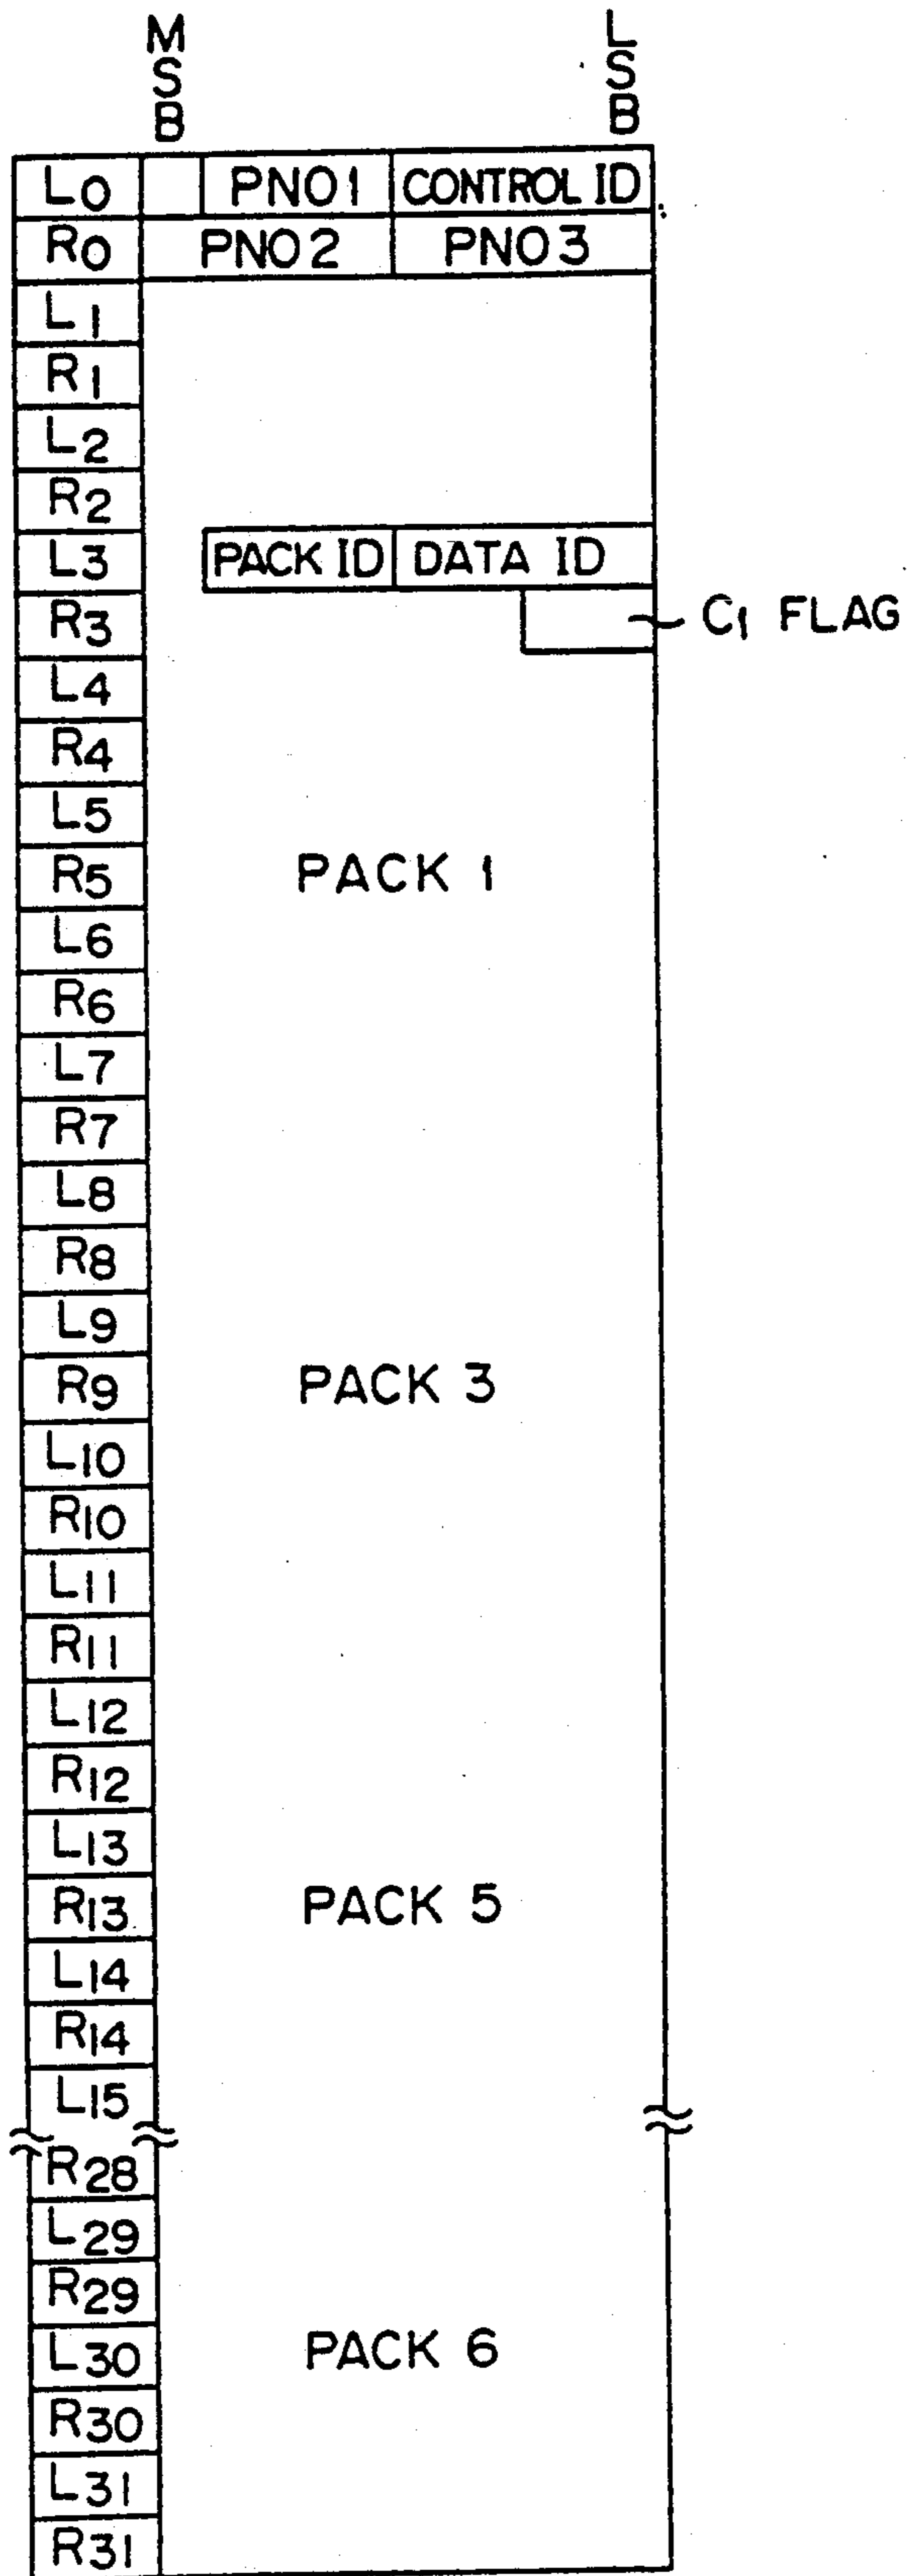 MSB LSB
L0 PNO1 CONTROL ID
R0 PNO2 PNO3
L1
R1
L2
R2
L3 PACK ID DATA ID
R3 C1 FLAG
L4
R4
L5
R5 PACK 1
L6
R6
L7
R7
L8
R8
L9
R9 PACK 3
L10
R10
L11
R11
L12
R12
L13
R13 PACK 5
L14
R14
L15
R28
L29
R29
L30 PACK 6
R30
L31
R31